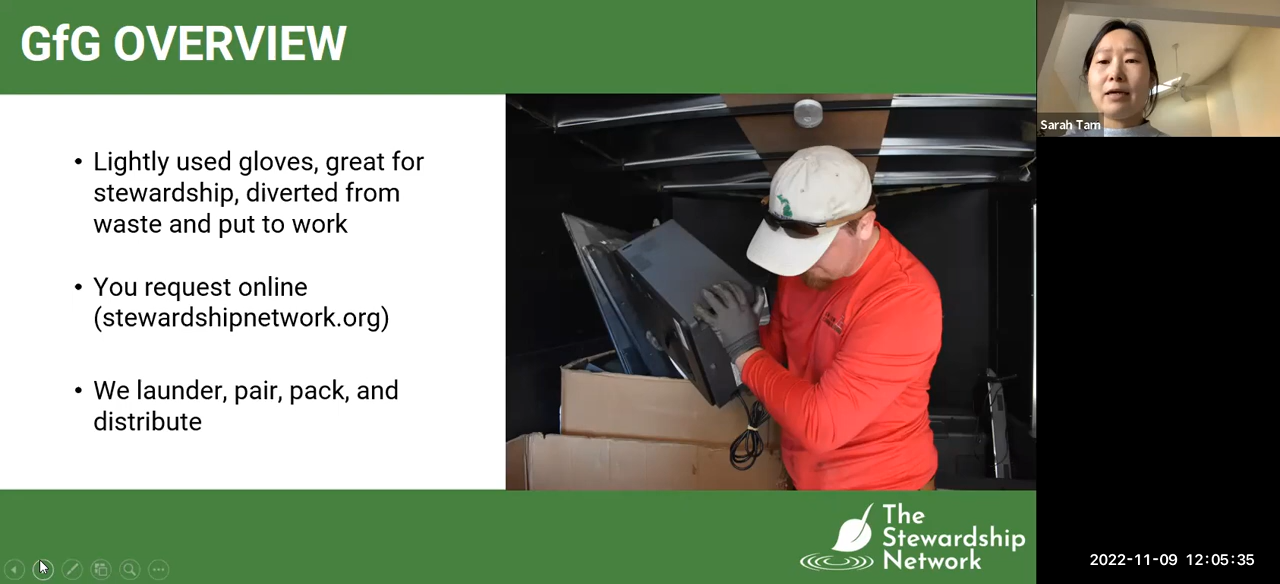 GfG OVERVIEW
• Lightly used gloves, great for
stewardship, diverted from
waste and put to work
• You request online
(stewardshipnetwork.org)
• We launder, pair, pack, and
distribute
The
Stewardship
Network
Sarah Tam
2022-11-09 12:05:35